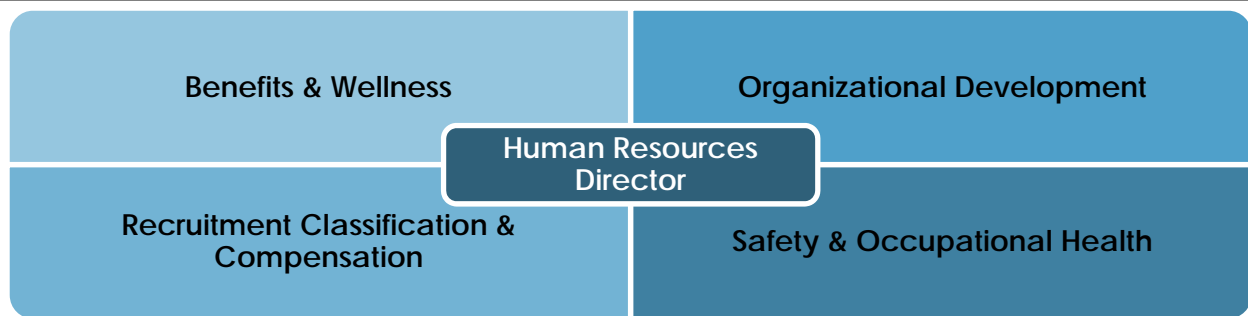 Benefits & Wellness
Organizational Development
Human Resources
Director
Recruitment Classification &
Compensation
Safety & Occupational Health